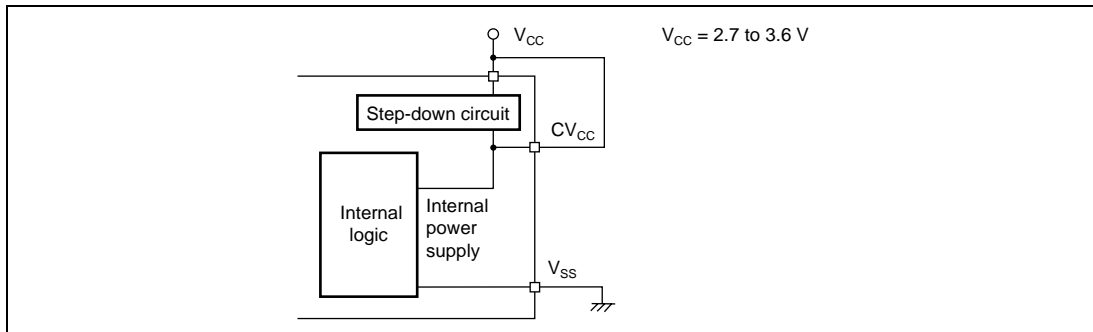 V_CC
V_CC = 2.7 to 3.6 V
Step-down circuit
CV_CC
Internal
logic
Internal
power
supply
V_SS